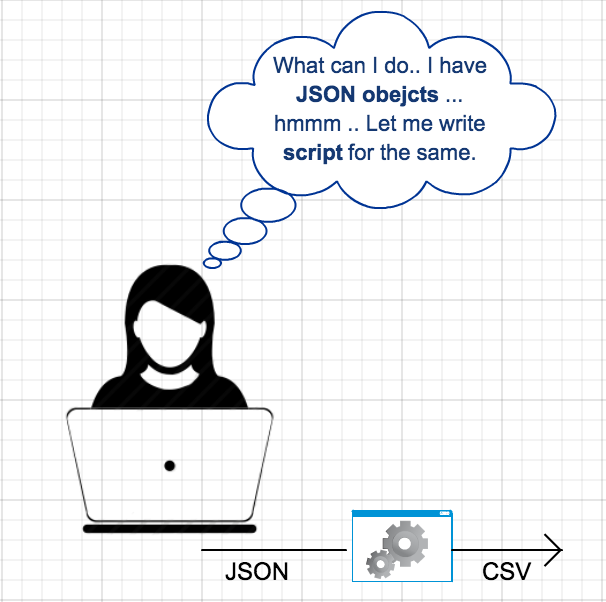 What can I do.. I have
JSON obejcts ...
hmmm .. Let me write
script for the same.
JSON
CSV